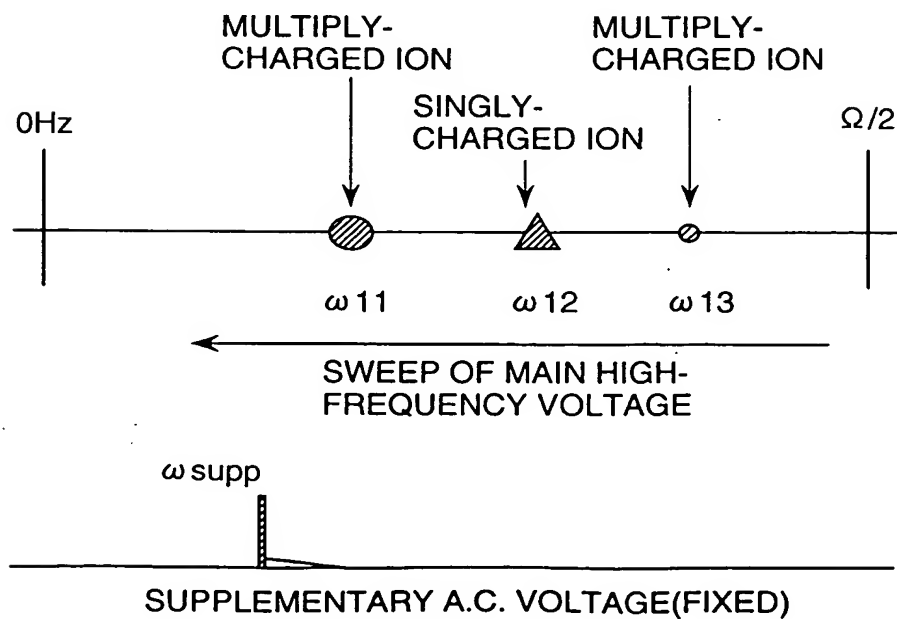 MULTIPLY-
CHARGED ION
MULTIPLY-
CHARGED ION
SINGLY-
CHARGED ION
0Hz
Ω/2
ω11
ω12
ω13
SWEEP OF MAIN HIGH-
FREQUENCY VOLTAGE
ω supp
SUPPLEMENTARY A.C. VOLTAGE(FIXED)